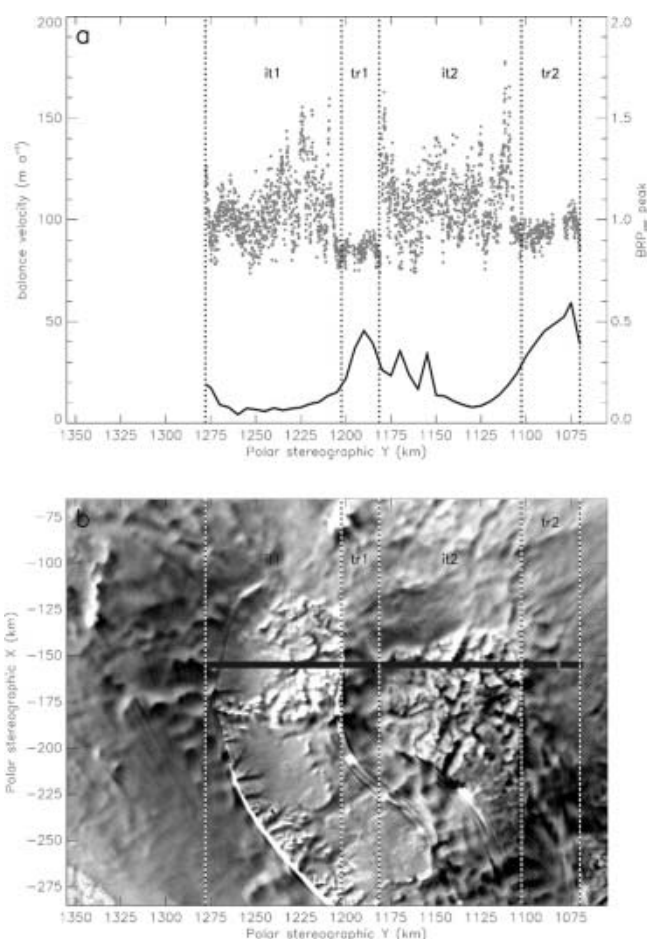 a
200
150
100
50
0
balance velocity (m a⁻¹)
it1
tr1
it2
tr2
2.0
1.5
1.0
0.5
0.0
peak
1350 1325 1300 1275 1250 1225 1200 1175 1150 1125 1100 1075
Polar stereographic Y (km)
b
-75
-100
-125
-150
-175
-200
-225
-250
-275
Polar stereographic X (km)
it1
tr1
it2
tr2
1350 1325 1300 1275 1250 1225 1200 1175 1150 1125 1100 1075
Polar stereographic Y (km)